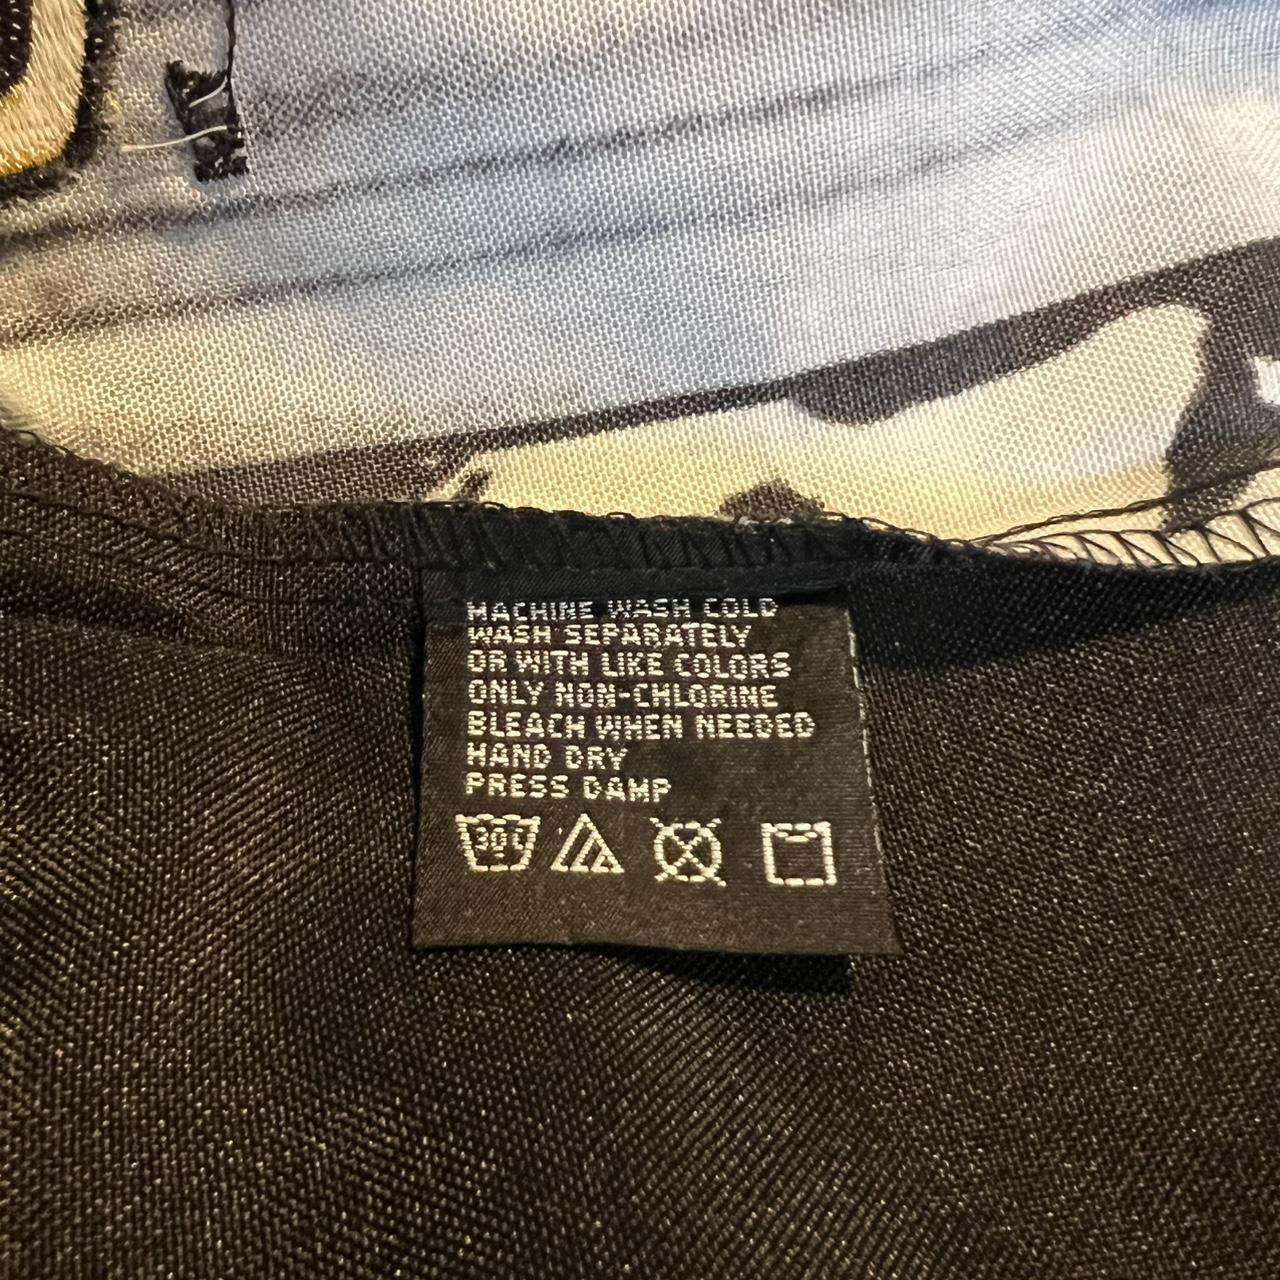 MACHINE WASH COLD
WASH SEPARATELY
OR WITH LIKE COLORS
ONLY NON-CHLORINE
BLEACH WHEN NEEDED
HAND DRY
PRESS DAMP
30C